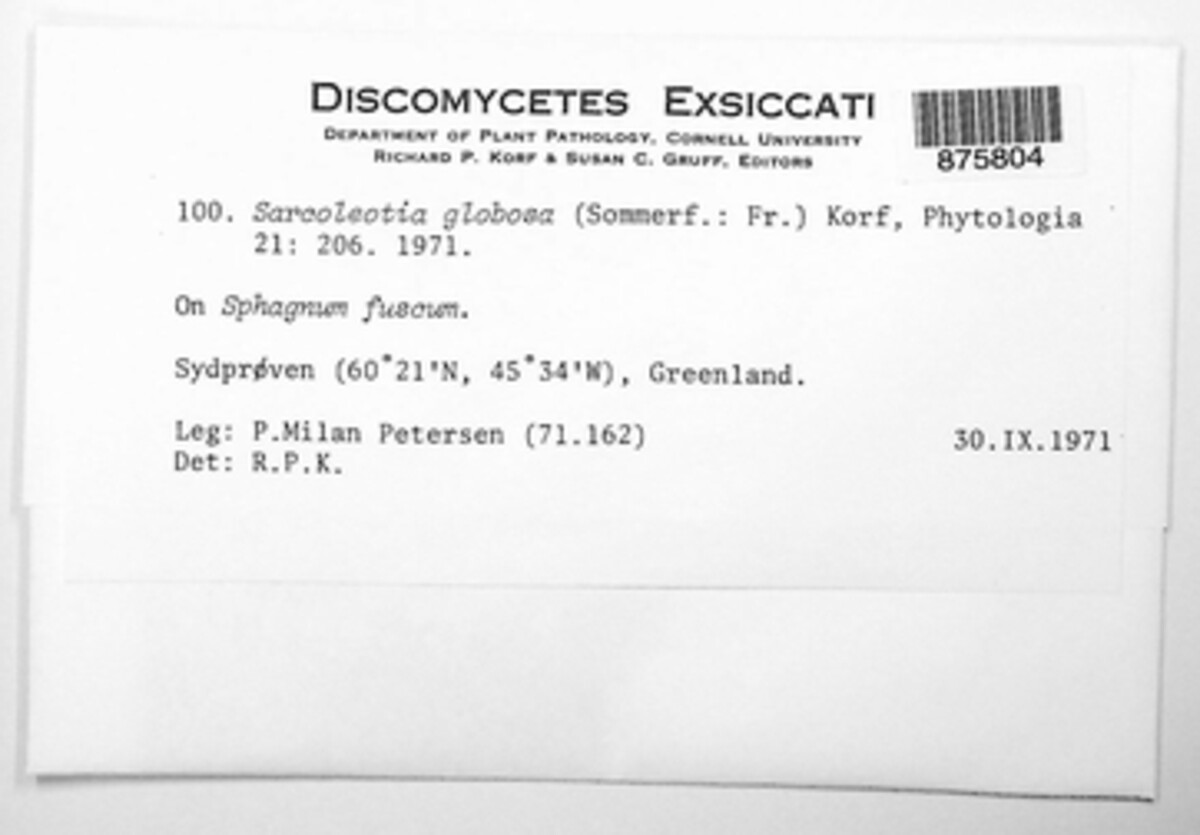 DISCOMYCETES EXSICCATI
DEPARTMENT OF PLANT PATHOLOGY, CORNELL UNIVERSITY
RICHARD P. KORF & SUSAN C. GRUFF, EDITORS
875804
100. Sarcoleotia globosa (Sommerf.: Fr.) Korf, Phytologia
21: 206. 1971.
On Sphagnum fuscum.
Sydprøven (60°21'N, 45°34'W), Greenland.
Leg: P.Milan Petersen (71.162) 30.IX.1971
Det: R.P.K.